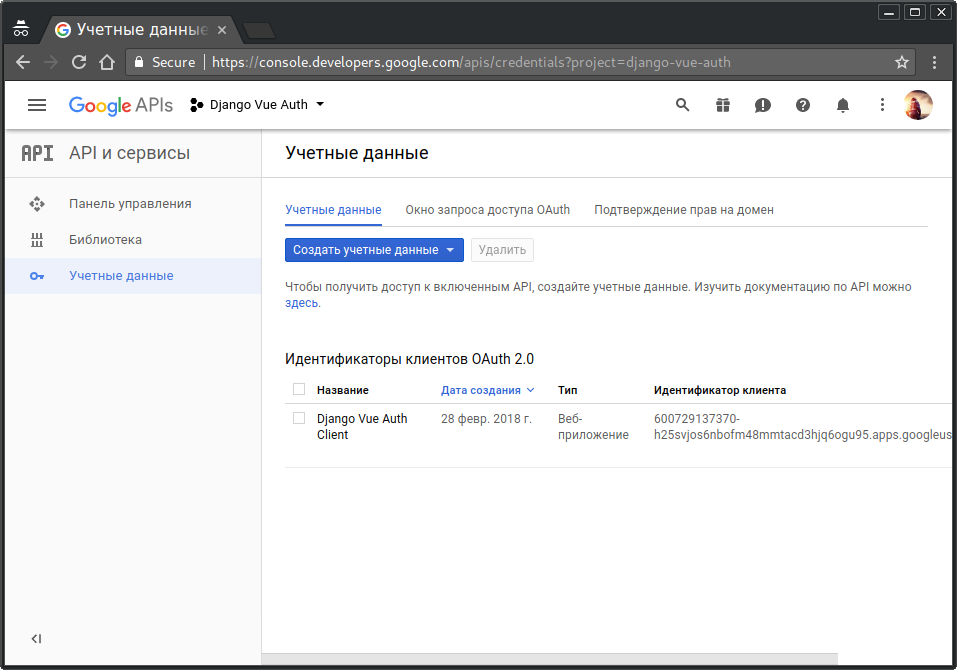 Учетные данные
Secure
https://console.developers.google.com/apis/credentials?project=django-vue-auth
Google APIs
Django Vue Auth
API
API и сервисы
Учетные данные
Панель управления
Библиотека
Учетные данные
Учетные данные
Окно запроса доступа OAuth
Подтверждение прав на домен
Создать учетные данные
Удалить
Чтобы получить доступ к включенным API, создайте учетные данные. Изучить документацию по API можно
здесь.
Идентификаторы клиентов OAuth 2.0
Название
Дата создания
Тип
Идентификатор клиента
Django Vue Auth
Client
28 февр. 2018 г.
Веб-
приложение
600729137370-
h25svjos6nbofm48mmtacd3hjq6ogu95.apps.googleus